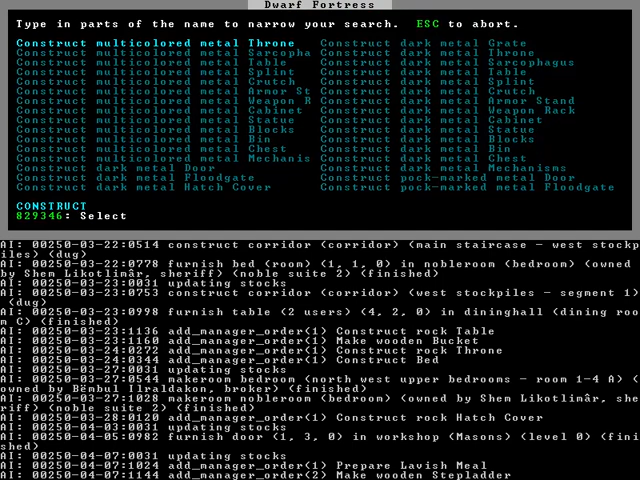 Dwarf Fortress
Type in parts of the name to narrow your search. ESC to abort.
Construct multicolored metal Throne Construct dark metal Grate
Construct multicolored metal Sarcopha Construct dark metal Throne
Construct multicolored metal Table Construct dark metal Sarcophagus
Construct multicolored metal Splint Construct dark metal Table
Construct multicolored metal Crutch Construct dark metal Splint
Construct multicolored metal Armor St Construct dark metal Crutch
Construct multicolored metal Weapon R Construct dark metal Armor Stand
Construct multicolored metal Cabinet Construct dark metal Weapon Rack
Construct multicolored metal Statue Construct dark metal Cabinet
Construct multicolored metal Blocks Construct dark metal Statue
Construct multicolored metal Bin Construct dark metal Blocks
Construct multicolored metal Chest Construct dark metal Bin
Construct multicolored metal Mechanis Construct dark metal Chest
Construct dark metal Door Construct dark metal Mechanisms
Construct dark metal Floodgate Construct pock-marked metal Door
Construct dark metal Hatch Cover Construct pock-marked metal Floodgate
CONSTRUCT
829346: Select
AI: 00250-03-22:0514 construct corridor (corridor) (main staircase - west stockp
iles) (dug)
AI: 00250-03-22:0778 furnish bed (room) (1, 1, 0) in nobleroom (bedroom) (owned
by Shem Likotlimâr, sheriff) (noble suite 2) (finished)
AI: 00250-03-23:0031 updating stocks
AI: 00250-03-23:0753 construct corridor (corridor) (west stockpiles - segment 1)
(dug)
AI: 00250-03-23:0998 furnish table (2 users) (4, 2, 0) in dininghall (dining roo
m C) (finished)
AI: 00250-03-23:1136 add_manager_order(1) Construct rock Table
AI: 00250-03-23:1160 add_manager_order(1) Make wooden Bucket
AI: 00250-03-24:0272 add_manager_order(1) Construct rock Throne
AI: 00250-03-24:0344 add_manager_order(1) Construct Bed
AI: 00250-03-27:0031 updating stocks
AI: 00250-03-27:0544 makeroom bedroom (north west upper bedrooms - room 1-4 A) (
owned by Bëmbul Ilraldakon, broker) (finished)
AI: 00250-03-27:1028 makeroom nobleroom (bedroom) (owned by Shem Likotlimâr, she
riff) (noble suite 2) (finished)
AI: 00250-03-28:0120 add_manager_order(1) Construct rock Hatch Cover
AI: 00250-04-03:0031 updating stocks
AI: 00250-04-05:0982 furnish door (1, 3, 0) in workshop (Masons) (level 0) (fini
shed)
AI: 00250-04-07:0031 updating stocks
AI: 00250-04-07:1024 add_manager_order(1) Prepare Lavish Meal
AI: 00250-04-07:1144 add_manager_order(2) Make wooden Stepladder